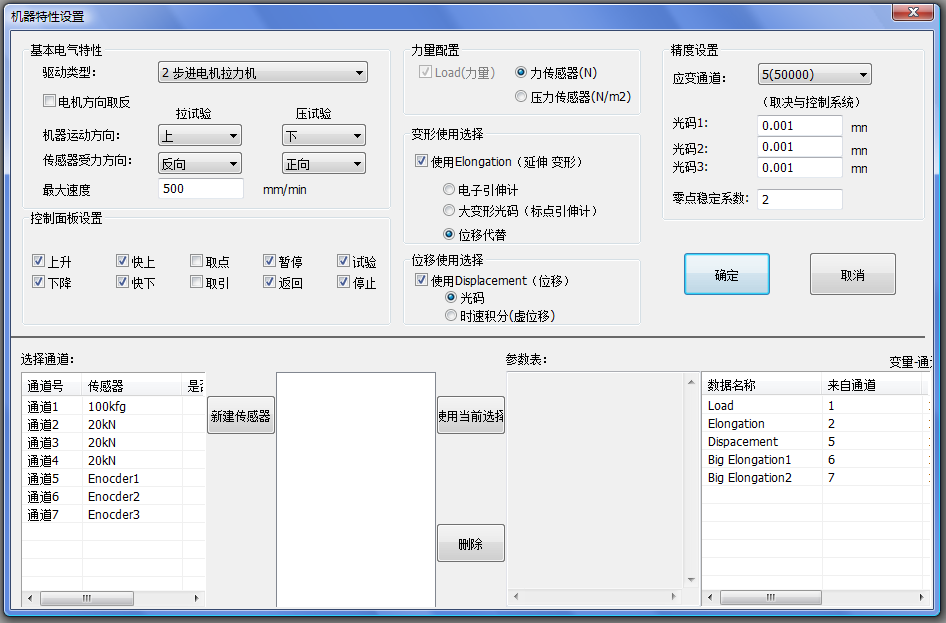 机器特性设置
基本电气特性
驱动类型：
2 步进电机拉力机
电机方向取反
拉试验 压试验
机器运动方向： 上 下
传感器受力方向： 反向 正向
最大速度 500 mm/min
控制面板设置
上升 快上 取点 暂停 试验
下降 快下 取引 返回 停止
力量配置
Load(力量) 力传感器(N)
压力传感器(N/m2)
变形使用选择
使用Elongation（延伸 变形）
电子引伸计
大变形光码（标点引伸计）
位移代替
位移使用选择
使用Displacement（位移）
光码
时速积分(虚位移)
精度设置
应变通道： 5(50000)
（取决与控制系统）
光码1： 0.001 mn
光码2： 0.001 mn
光码3： 0.001 mn
零点稳定系数： 2
确定 取消
选择通道：
通道号 传感器 是否
通道1 100kfg
通道2 20kN
通道3 20kN
通道4 20kN
通道5 Enocder1
通道6 Enocder2
通道7 Enocder3
新建传感器
使用当前选择
删除
参数表：
变量-通
数据名称 来自通道
Load 1
Elongation 2
Dispacement 5
Big Elongation1 6
Big Elongation2 7